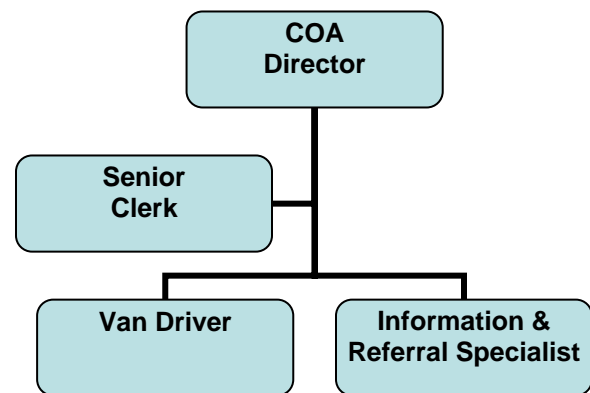 COA
Director
Senior
Clerk
Van Driver
Information &
Referral Specialist